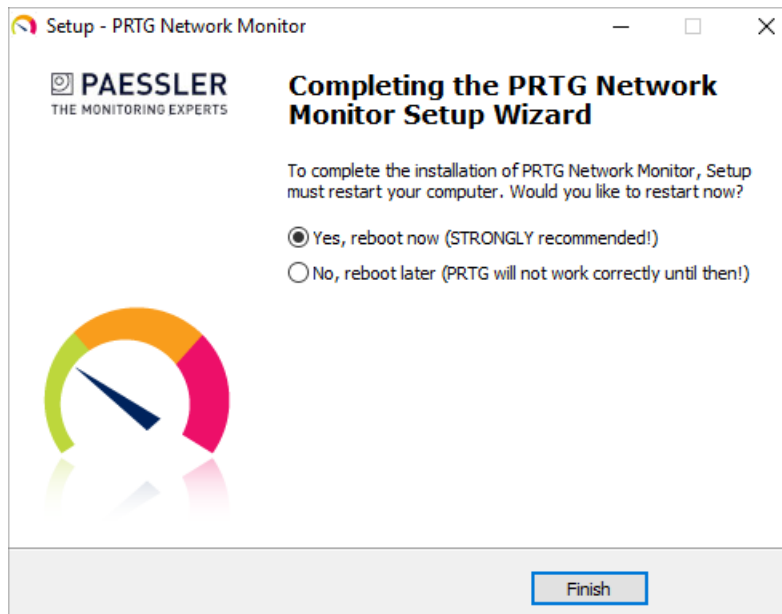 Setup - PRTG Network Monitor
PAESSLER
THE MONITORING EXPERTS
Completing the PRTG Network
Monitor Setup Wizard
To complete the installation of PRTG Network Monitor, Setup
must restart your computer. Would you like to restart now?
Yes, reboot now (STRONGLY recommended!)
No, reboot later (PRTG will not work correctly until then!)
Finish